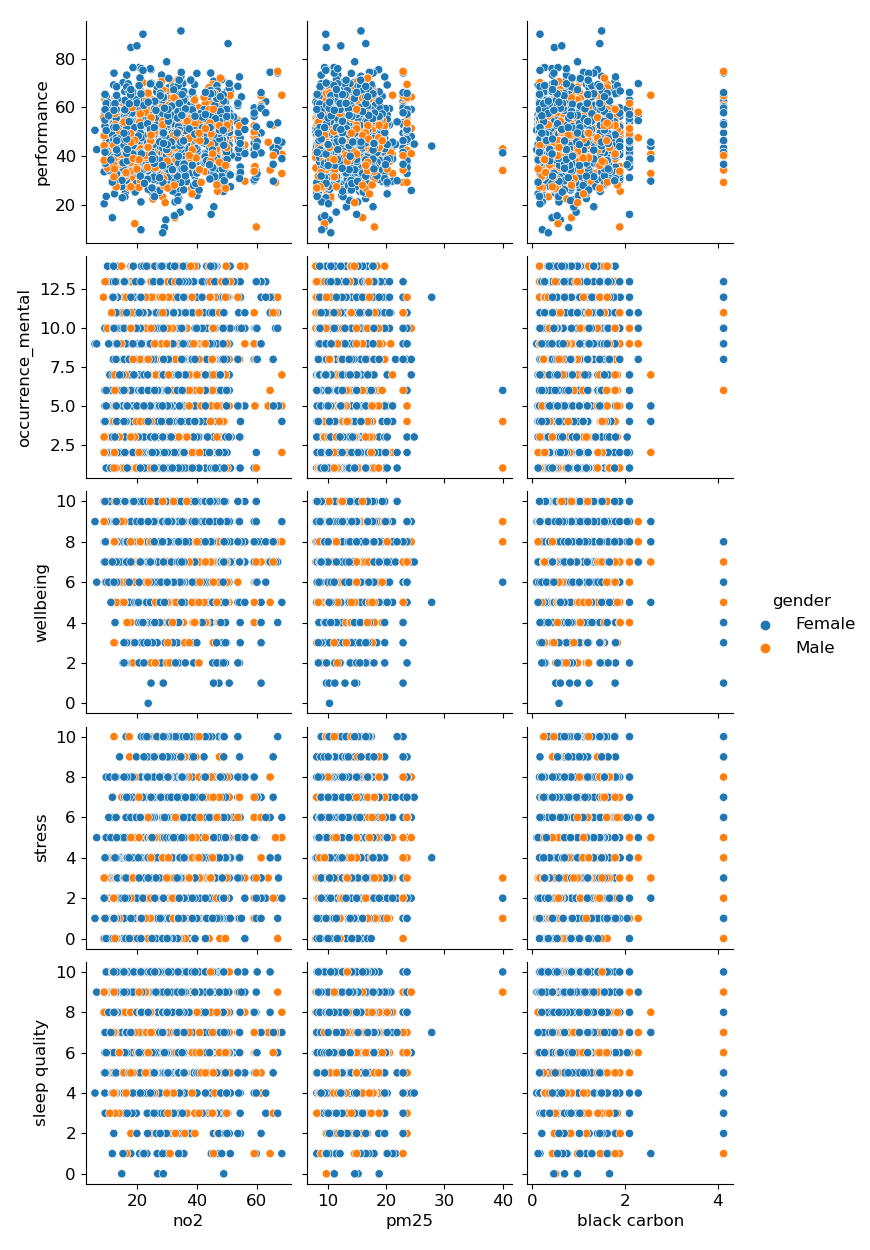 performance
80
60
40
20
occurrence_mental
12.5
10.0
7.5
5.0
2.5
wellbeing
10
8
6
4
2
0
gender
Female
Male
stress
10
8
6
4
2
0
sleep quality
10
8
6
4
2
0
20 40 60
no2
10 20 30 40
pm25
0 2 4
black carbon